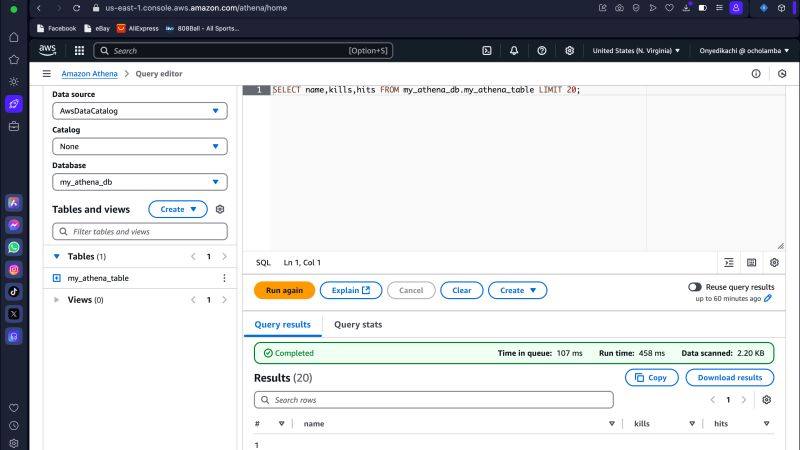 us-east-1.console.aws.amazon.com/athena/home
Facebook eBay AliExpress 808Ball - All Sports...
aws Search [Option+S] United States (N. Virginia) Onyedikachi @ ocholamba
Amazon Athena > Query editor
Data source
AwsDataCatalog
Catalog
None
Database
my_athena_db
Tables and views Create
Filter tables and views
Tables (1) < 1 >
my_athena_table
Views (0) < 1 >
1 SELECT name,kills,hits FROM my_athena_db.my_athena_table LIMIT 20;
SQL Ln 1, Col 1
Run again Explain Cancel Clear Create Reuse query results
up to 60 minutes ago
Query results Query stats
Completed Time in queue: 107 ms Run time: 458 ms Data scanned: 2.20 KB
Results (20) Copy Download results
Search rows < 1 >
# name kills hits
1